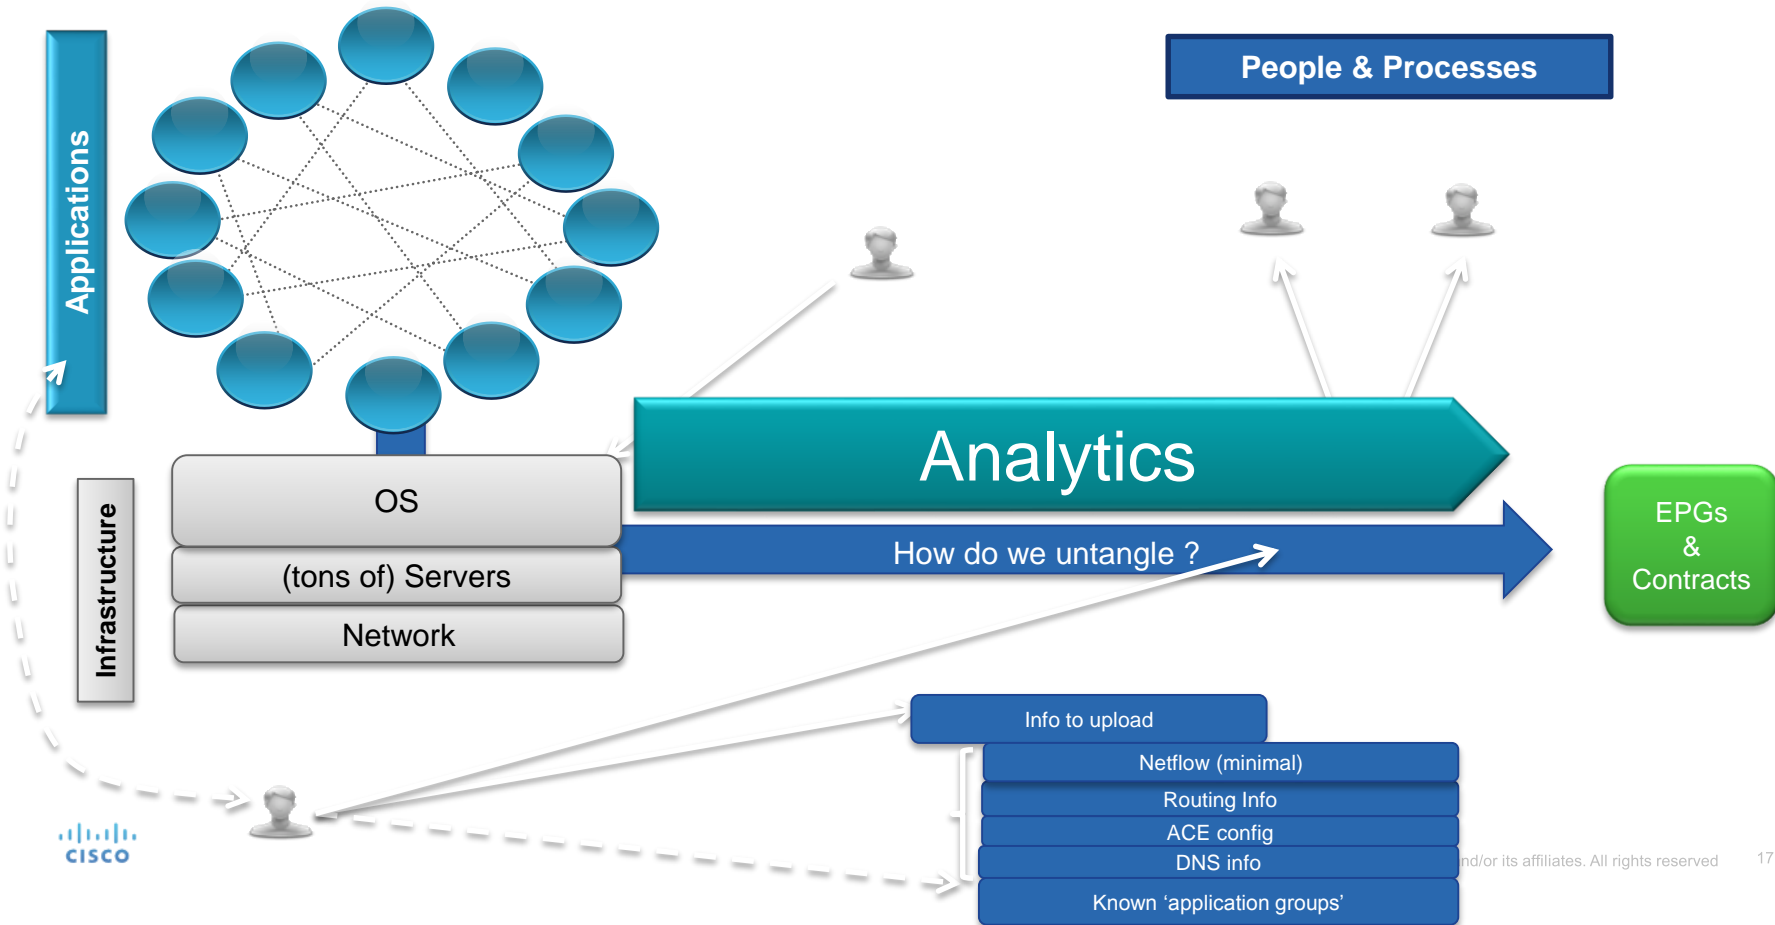 People & Processes
Applications
Analytics
OS
How do we untangle ?
EPGs
&
Contracts
(tons of) Servers
Infrastructure
Network
Info to upload
Netflow (minimal)
Routing Info
ACE config
DNS info
Known ‘application groups’
CISCO
nd/or its affiliates. All rights reserved
17